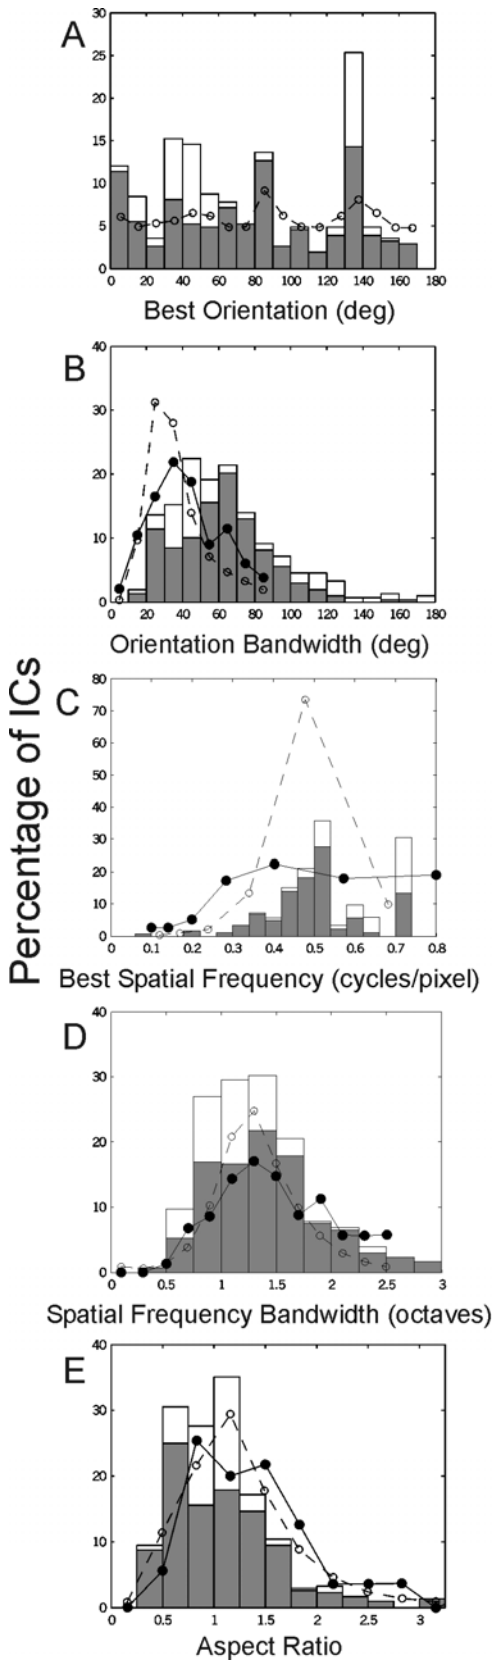 Percentage of ICs
A
30
25
20
15
10
5
0
0 20 40 60 80 100 120 140 160 180
Best Orientation (deg)
B
40
30
20
10
0
0 20 40 60 80 100 120 140 160 180
Orientation Bandwidth (deg)
C
80
70
60
50
40
30
20
10
0
0 0.1 0.2 0.3 0.4 0.5 0.6 0.7 0.8
Best Spatial Frequency (cycles/pixel)
D
40
30
20
10
0
0 0.5 1 1.5 2 2.5 3
Spatial Frequency Bandwidth (octaves)
E
40
30
20
10
0
0 0.5 1 1.5 2 2.5 3
Aspect Ratio